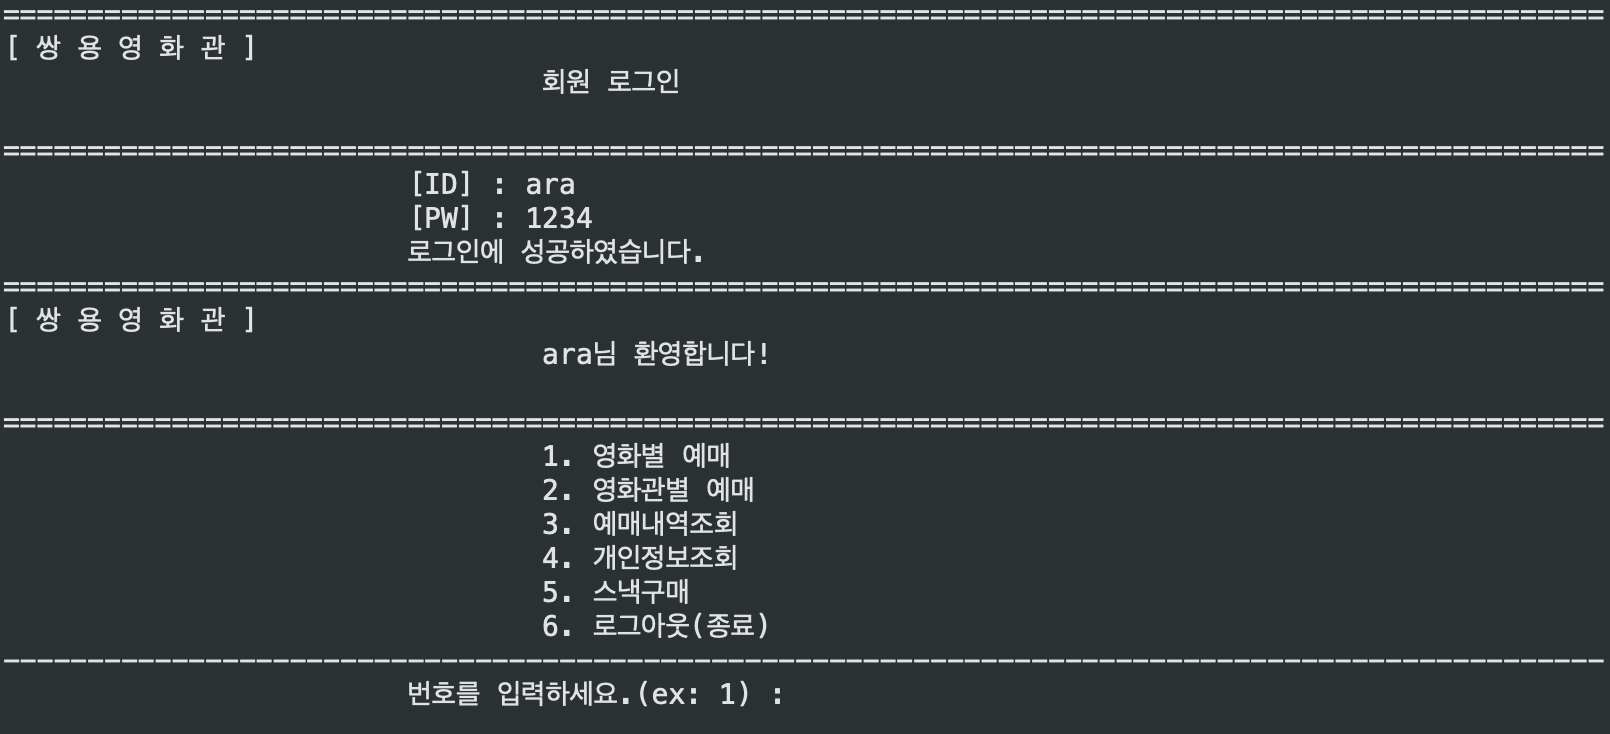 ===============================================================================================
[ 쌍 용 영 화 관 ]
회원 로그인
===============================================================================================
[ID] : ara
[PW] : 1234
로그인에 성공하였습니다.
===============================================================================================
[ 쌍 용 영 화 관 ]
ara님 환영합니다!
===============================================================================================
1. 영화별 예매
2. 영화관별 예매
3. 예매내역조회
4. 개인정보조회
5. 스낵구매
6. 로그아웃(종료)
-----------------------------------------------------------------------------------------------
번호를 입력하세요.(ex: 1) :